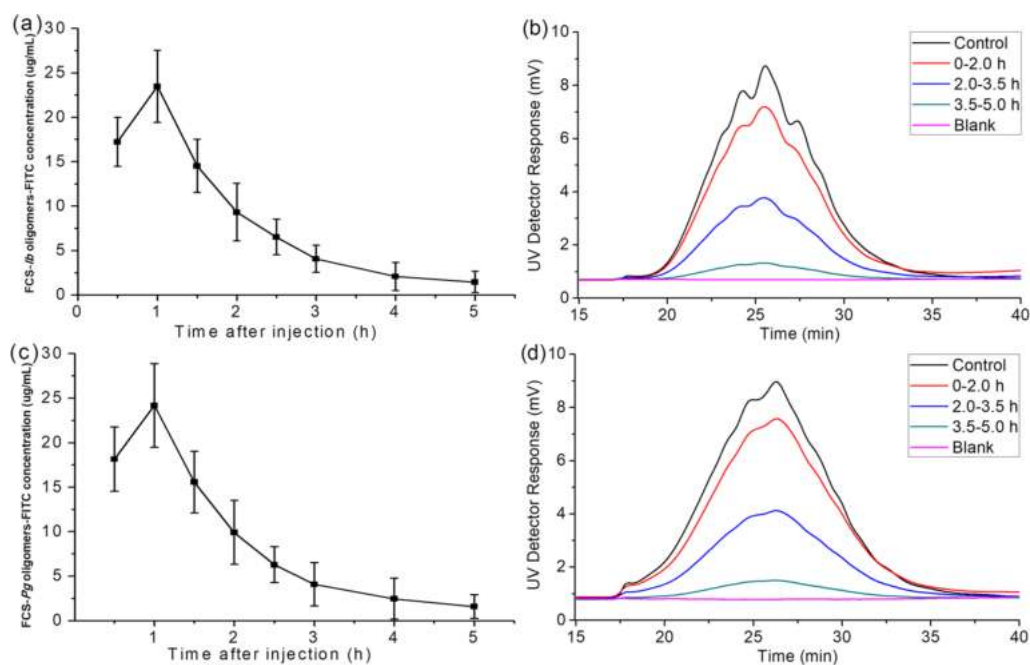 (a)
FCS-Ib oligomers-FITC concentration (ug/mL)
30
25
20
15
10
5
0
0 1 2 3 4 5
Time after injection (h)
(b)
UV Detector Response (mV)
10
8
6
4
2
0
15 20 25 30 35 40
Time (min)
Control
0-2.0 h
2.0-3.5 h
3.5-5.0 h
Blank
(c)
FCS-Pg oligomers-FITC concentration (ug/mL)
30
25
20
15
10
5
0
1 2 3 4 5
Time after injection (h)
(d)
UV Detector Response (mV)
10
8
6
4
2
0
15 20 25 30 35 40
Time (min)
Control
0-2.0 h
2.0-3.5 h
3.5-5.0 h
Blank